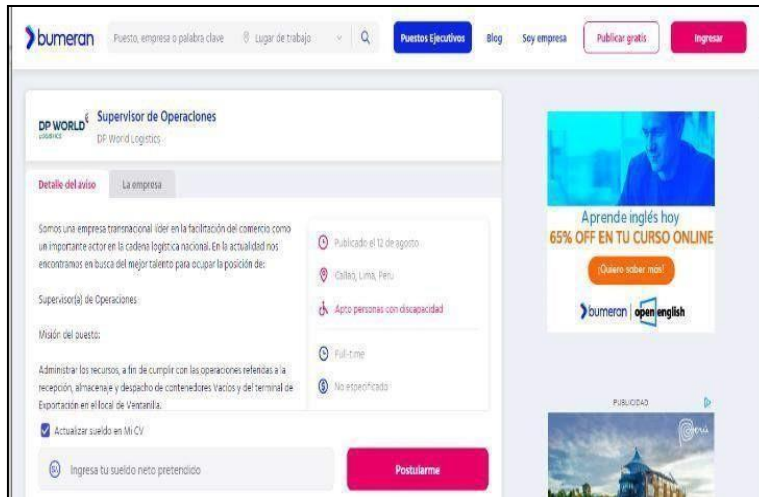 bumeran
Puesto, empresa o palabra clave
Lugar de trabajo
Puestos Ejecutivos
Blog
Soy empresa
Publicar gratis
Ingresar
DP WORLD
LOGISTICS
Supervisor de Operaciones
DP World Logistics
Detalle del aviso
La empresa
Somos una empresa transnacional líder en la facilitación del comercio como
un importante actor en la cadena logística nacional. En la actualidad nos
encontramos en busca del mejor talento para ocupar la posición de:
Supervisor(a) de Operaciones
Misión del puesto:
Administrar los recursos, a fin de cumplir con las operaciones referidas a la
recepción, almacenaje y despacho de contenedores Vacíos y del terminal de
Exportación en el local de Ventanilla.
Publicado el 12 de agosto
Callao, Lima, Peru
Apto personas con discapacidad
Full-time
No especificado
Actualizar sueldo en Mi CV
S/
Ingresa tu sueldo neto pretendido
Postularme
Aprende inglés hoy
65% OFF EN TU CURSO ONLINE
¡Quiero saber más!
bumeran | open english
PUBLICIDAD
Perú